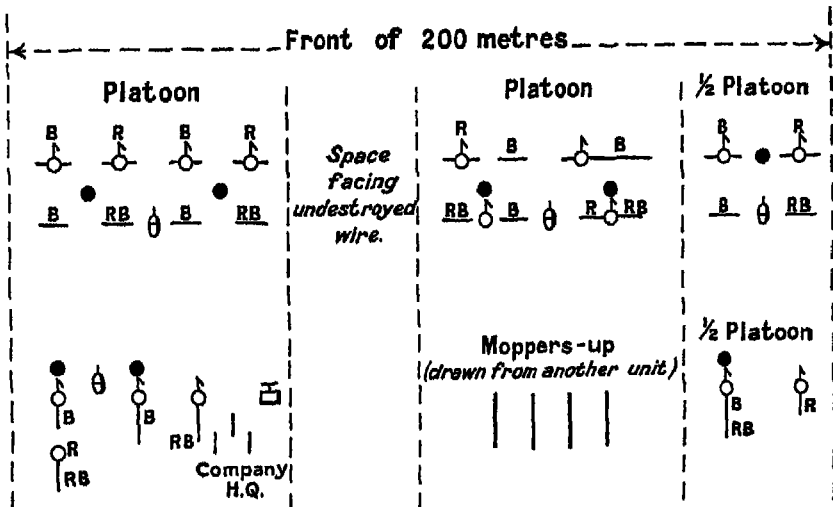 Front of 200 metres
Platoon
Platoon
½ Platoon
B R B R
R B B
B R
Space
facing
undestroyed
wire.
B RB B RB
RB B R RB
B RB
Moppers-up
(drawn from another unit)
½ Platoon
B B
RB
B R
RB
R
RB
Company
H.Q.